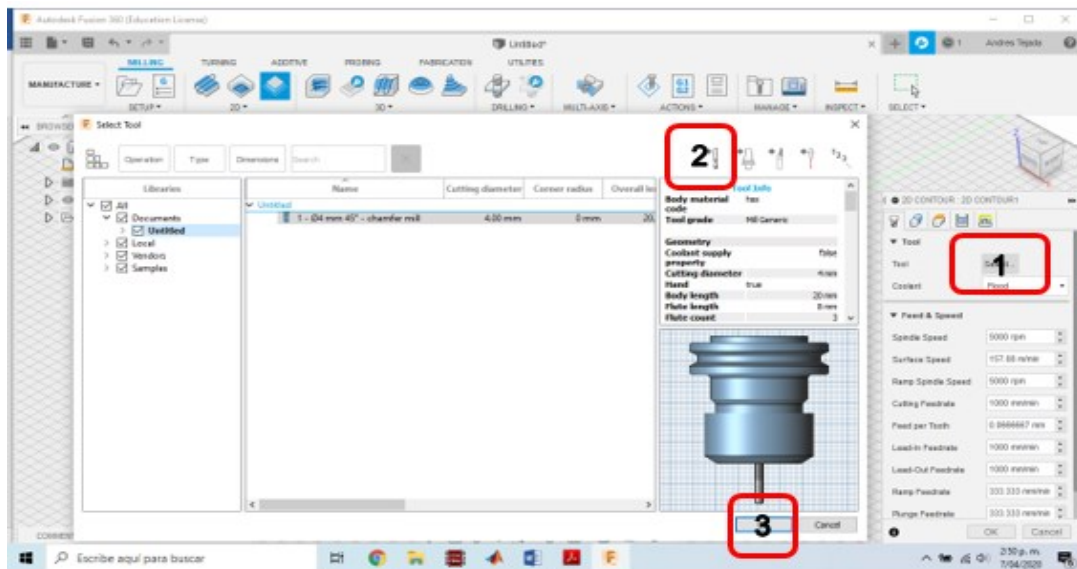 Autodesk Fusion 360 (Education License)
Untitled*
1
Andres Tejada
MILLING TURNING ADDITIVE PROBING FABRICATION UTILITIES
MANUFACTURE
SETUP 2D 3D DRILLING MULTI-AXIS ACTIONS MANAGE INSPECT SELECT
Select Tool
Operation Type Dimensions Search
2
Libraries
All
Documents
Untitled
Local
Vendors
Samples
Name Cutting diameter Corner radius
Untitled
1 - Ø4 mm 45° - chamfer mill 4.00 mm 0 mm 20.
Tool Info
Body material code hss
Tool grade Mill Generic
Geometry
Coolant supply property false
Cutting diameter 4 mm
Hand true
Body length 20 mm
Flute length 8 mm
Flute count 3
3
Cancel
2D CONTOUR : 2D CONTOUR1
Tool
Tool
1
Coolant Flood
Feed & Speed
Spindle Speed 5000 rpm
Surface Speed
Ramp Spindle Speed 5000 rpm
Cutting Feedrate 1000 mm/min
Feed per Tooth 0.0666667 mm
Lead-In Feedrate 1000 mm/min
Lead-Out Feedrate 1000 mm/min
Ramp Feedrate 333.333 mm/min
Plunge Feedrate 333.333 mm/min
OK Cancel
Escribe aquí para buscar
2:30 p. m.
7/04/2020